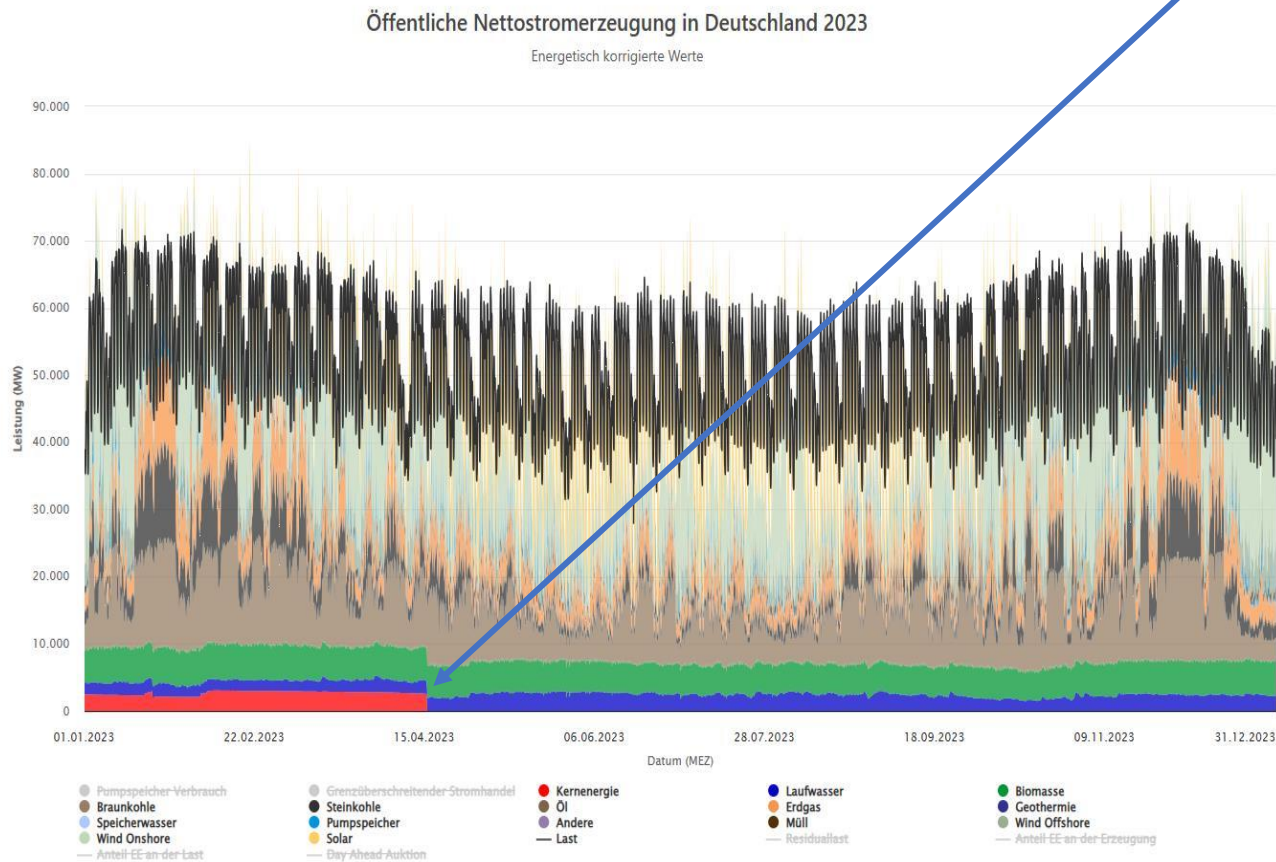 Öffentliche Nettostromerzeugung in Deutschland 2023
Energetisch korrigierte Werte
90.000
80.000
70.000
60.000
50.000
40.000
30.000
20.000
10.000
0
Leistung (MW)
01.01.2023 22.02.2023 15.04.2023 06.06.2023 28.07.2023 18.09.2023 09.11.2023 31.12.2023
Datum (MEZ)
Pumpspeicher Verbrauch Grenzüberschreitender Stromhandel Kernenergie Laufwasser Biomasse
Braunkohle Steinkohle Öl Erdgas Geothermie
Speicherwasser Pumpspeicher Andere Müll Wind Offshore
Wind Onshore Solar Last Residuallast Anteil EE an der Erzeugung
Anteil EE an der Last Day Ahead Auktion